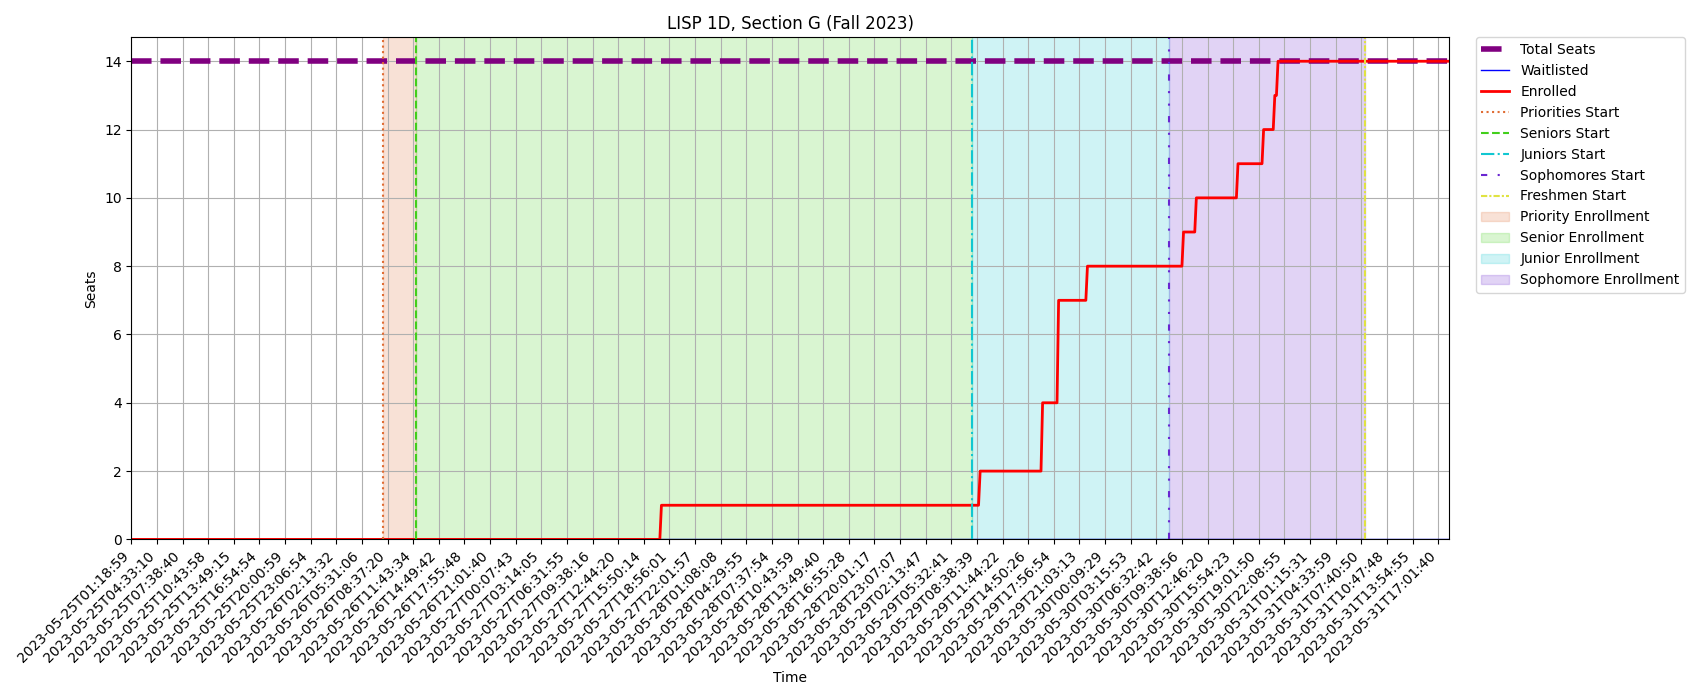 LISP 1D, Section G (Fall 2023)
Seats
14
12
10
8
6
4
2
0
2023-05-25T01:18:59
2023-05-25T04:33:10
2023-05-25T07:38:40
2023-05-25T10:43:58
2023-05-25T13:49:15
2023-05-25T16:54:54
2023-05-25T20:00:59
2023-05-25T23:06:54
2023-05-26T02:13:32
2023-05-26T05:31:06
2023-05-26T08:37:20
2023-05-26T11:43:34
2023-05-26T14:49:42
2023-05-26T17:55:48
2023-05-26T21:01:40
2023-05-27T00:07:43
2023-05-27T03:14:05
2023-05-27T06:31:55
2023-05-27T09:38:16
2023-05-27T12:44:20
2023-05-27T15:50:14
2023-05-27T18:56:01
2023-05-27T22:01:57
2023-05-28T01:08:08
2023-05-28T04:29:55
2023-05-28T07:37:54
2023-05-28T10:43:59
2023-05-28T13:49:40
2023-05-28T16:55:28
2023-05-28T20:01:17
2023-05-28T23:07:07
2023-05-29T02:13:47
2023-05-29T05:32:41
2023-05-29T08:38:39
2023-05-29T11:44:22
2023-05-29T14:50:26
2023-05-29T17:56:54
2023-05-29T21:03:13
2023-05-30T00:09:29
2023-05-30T03:15:53
2023-05-30T06:32:42
2023-05-30T09:38:56
2023-05-30T12:46:20
2023-05-30T15:54:23
2023-05-30T19:01:50
2023-05-30T22:08:55
2023-05-31T01:15:31
2023-05-31T04:33:59
2023-05-31T07:40:50
2023-05-31T10:47:48
2023-05-31T13:54:55
2023-05-31T17:01:40
Time
Total Seats
Waitlisted
Enrolled
Priorities Start
Seniors Start
Juniors Start
Sophomores Start
Freshmen Start
Priority Enrollment
Senior Enrollment
Junior Enrollment
Sophomore Enrollment